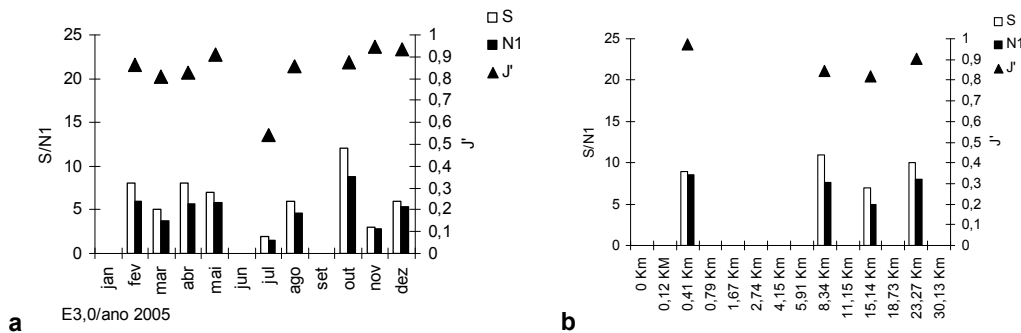 S/N1
25
20
15
10
5
0
jan
fev
mar
abr
mai
jun
jul
ago
set
out
nov
dez
1
0,9
0,8
0,7
0,6
0,5
0,4
0,3
0,2
0,1
0
J'
S
N1
J'
a
E3,0/ano 2005
S/N1
25
20
15
10
5
0
0 Km
0,12 KM
0,41 Km
0,79 Km
1,67 Km
2,74 Km
4,15 Km
5,91 Km
8,34 Km
11,15 Km
15,14 Km
18,73 Km
23,27 Km
30,13 Km
1
0,9
0,8
0,7
0,6
0,5
0,4
0,3
0,2
0,1
0
J'
S
N1
J'
b